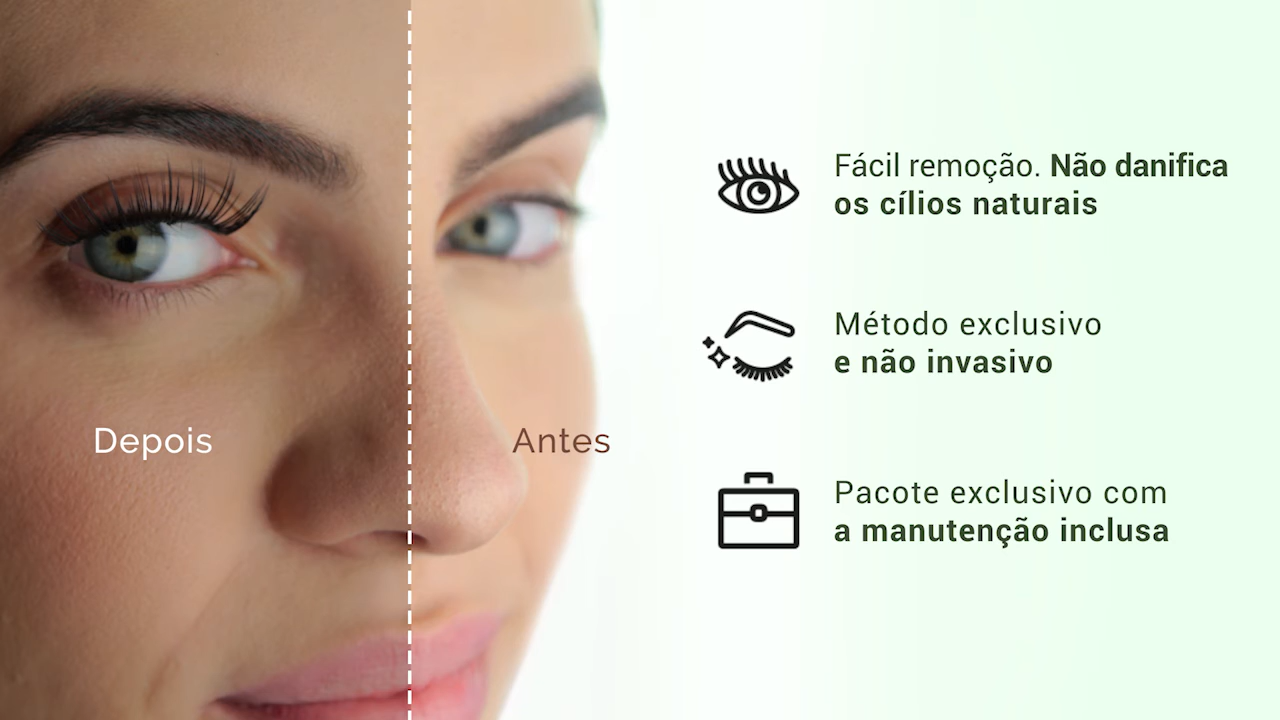 Fácil remoção. Não danifica
os cílios naturais
Método exclusivo
e não invasivo
Depois
Antes
Pacote exclusivo com
a manutenção inclusa